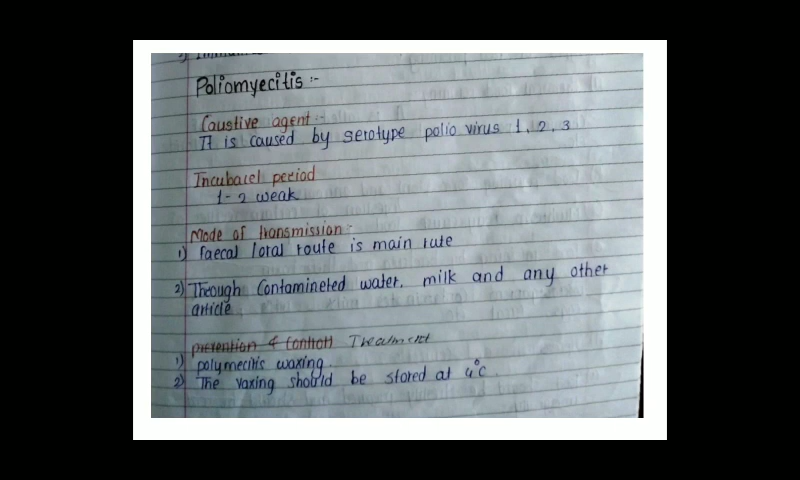 Poliomyecitis :-
Caustive agent :-
It is caused by serotype polio virus 1, 2, 3
Incubatel period
1-2 weak
Mode of transmission :-
1) faecal loral route is main rute
2) Through Contamineted water, milk and any other
article
prevention & Control Treatment
1) polymecitis waxing.
2) The vaxing should be stored at 4°c.